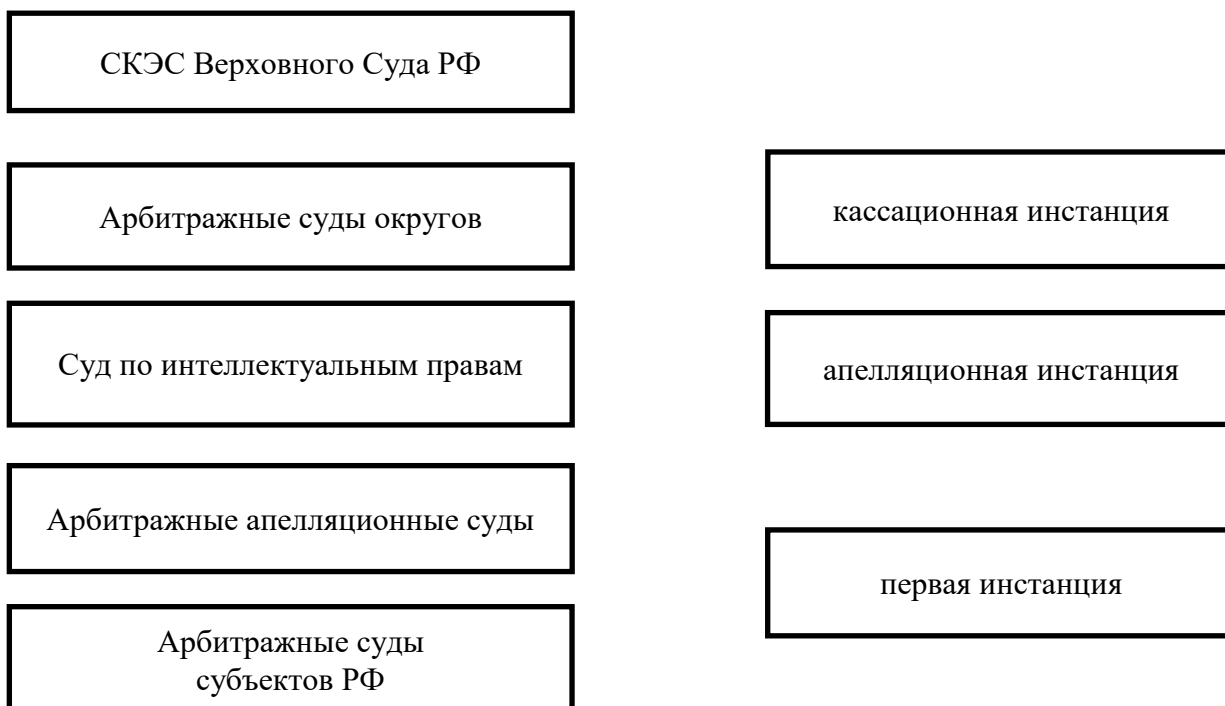 СКЭС Верховного Суда РФ
Арбитражные суды округов
Суд по интеллектуальным правам
Арбитражные апелляционные суды
Арбитражные суды
субъектов РФ
кассационная инстанция
апелляционная инстанция
первая инстанция